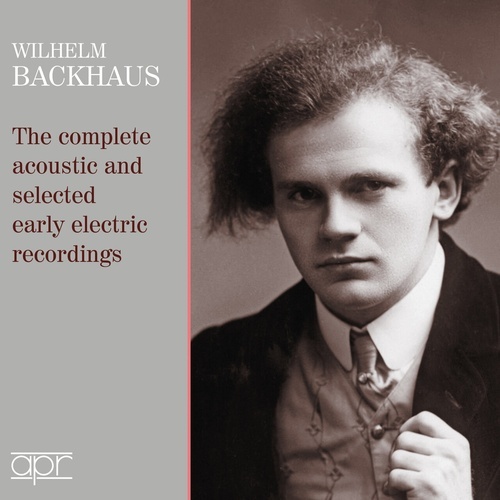 WILHELM
BACKHAUS
The complete
acoustic and
selected
early electric
recordings
apr